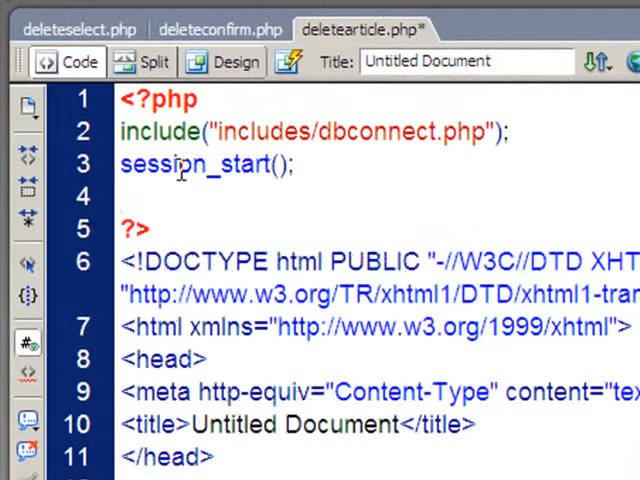 deleteselect.php deleteconfirm.php deletearticle.php*
Code Split Design Title: Untitled Document
1 <?php
2 include("includes/dbconnect.php");
3 session_start();
4
5 ?>
6 <!DOCTYPE html PUBLIC "-//W3C//DTD XHT
"http://www.w3.org/TR/xhtml1/DTD/xhtml1-tran
7 <html xmlns="http://www.w3.org/1999/xhtml">
8 <head>
9 <meta http-equiv="Content-Type" content="tex
10 <title>Untitled Document</title>
11 </head>